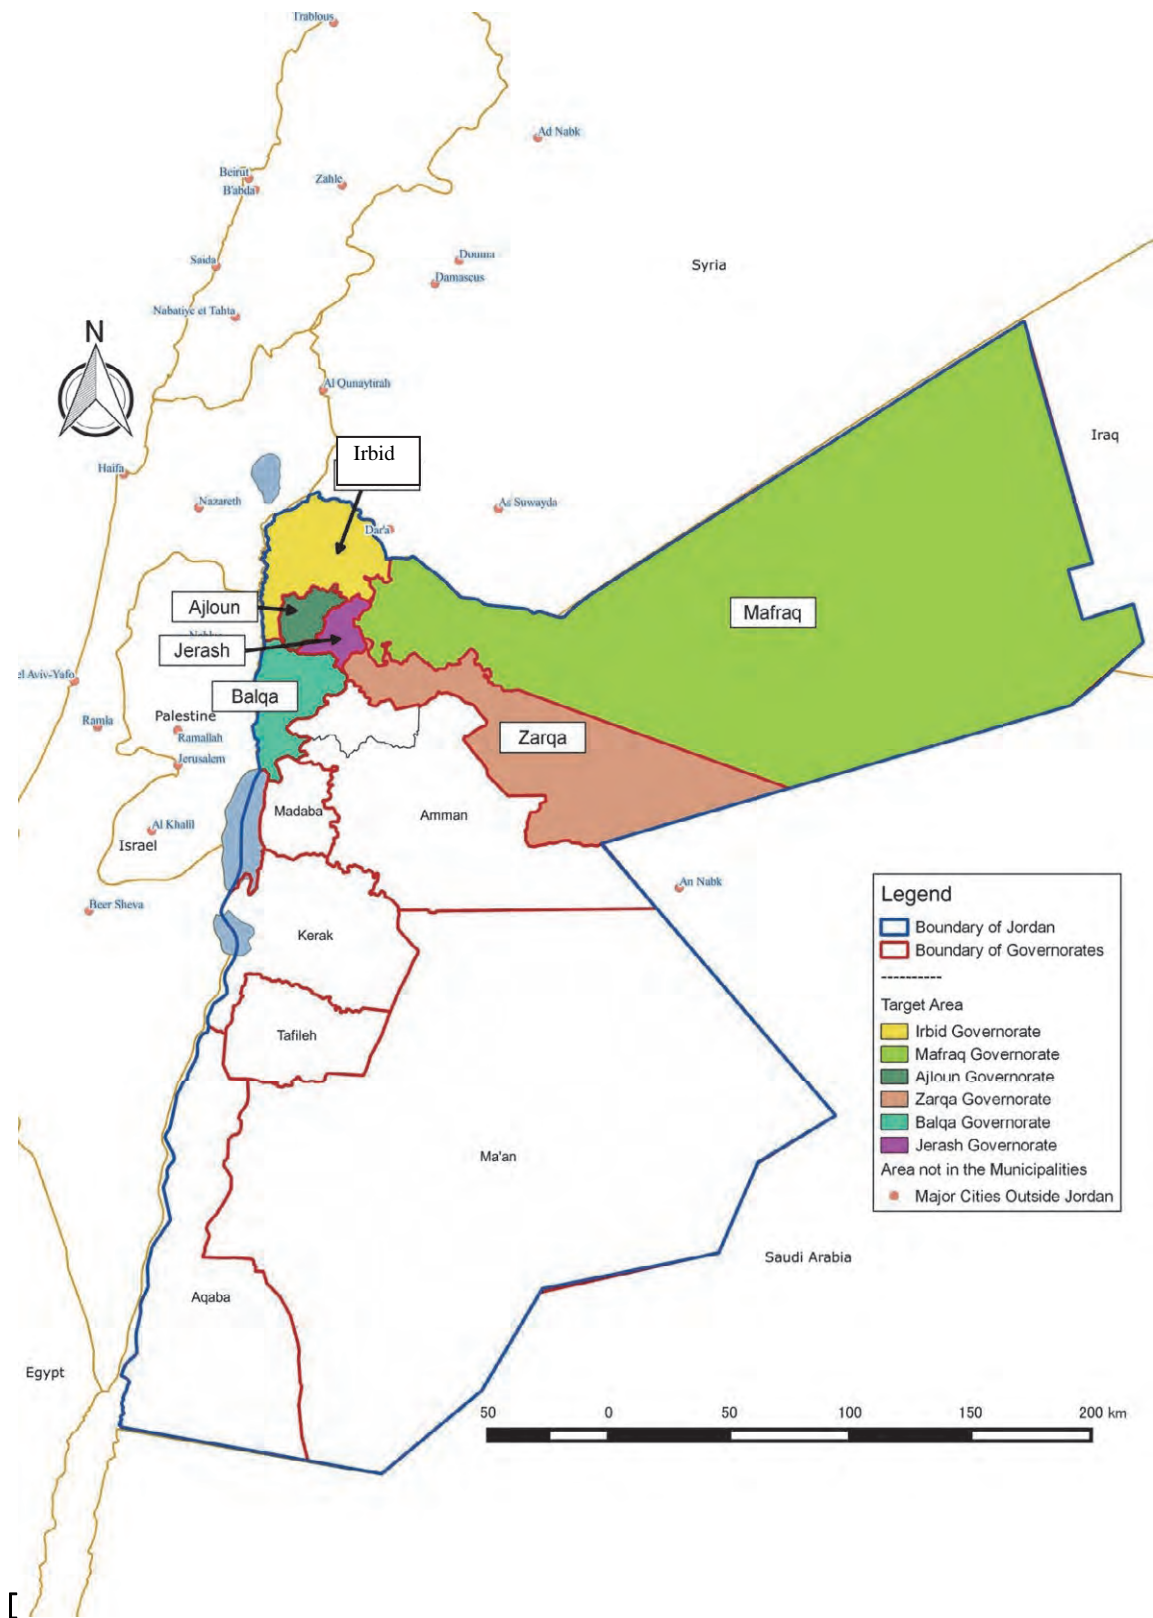 Trablous
Ad Nabk
Beirut
B'abda
Zahle
Saida
Douma
Damascus
Syria
Nabatiye et Tahta
N
Al Qunaytirah
Iraq
Irbid
Haifa
Nazareth
As Suwayda
Dar'a
Ajloun
Mafraq
Jerash
el Aviv-Yafo
Balqa
Ramla
Palestine
Ramallah
Zarqa
Jerusalem
Madaba
Amman
Al Khalil
Israel
An Nabk
Beer Sheva
Kerak
Tafileh
Legend
Boundary of Jordan
Boundary of Governorates
----------
Target Area
Irbid Governorate
Mafraq Governorate
Ajloun Governorate
Zarqa Governorate
Balqa Governorate
Jerash Governorate
Area not in the Municipalities
Major Cities Outside Jordan
Ma'an
Saudi Arabia
Aqaba
Egypt
50 0 50 100 150 200 km
[